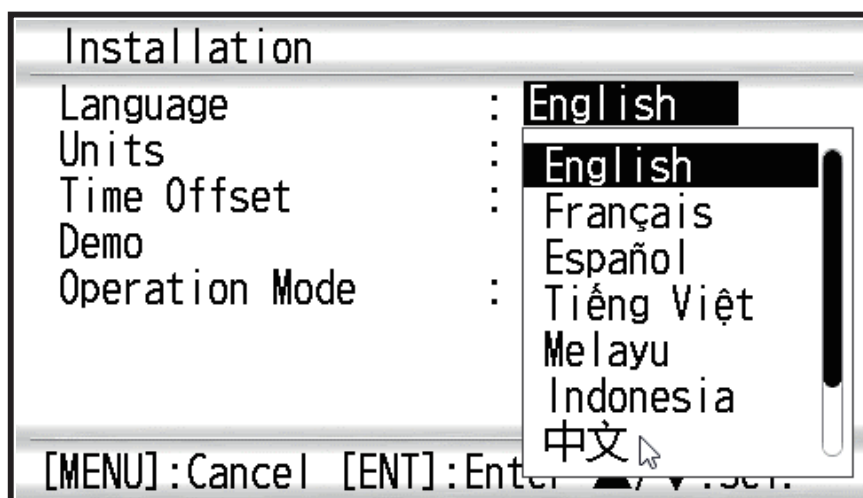 Installation
Language : English
Units :
Time Offset :
Demo
Operation Mode :
English
Français
Español
Tiếng Việt
Melayu
Indonesia
中文
[MENU]:Cancel [ENT]:Enter ▲/▼:Sel.